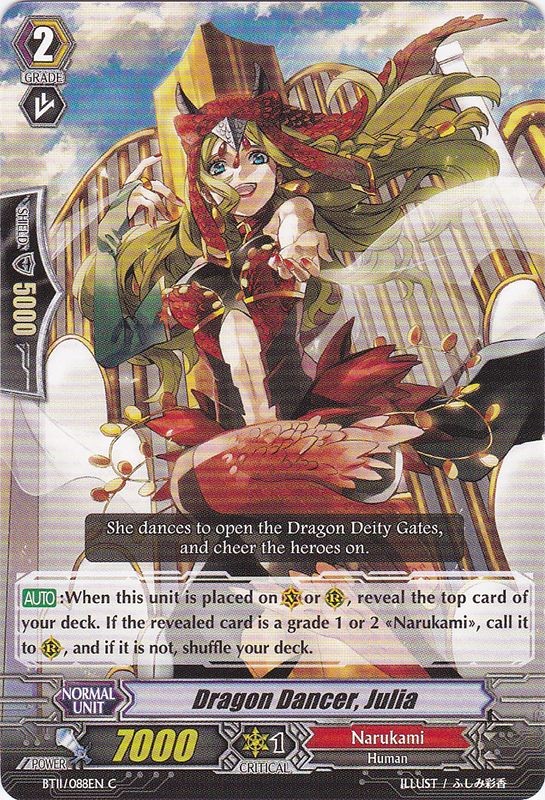 2
GRADE
SHIELD
5000
She dances to open the Dragon Deity Gates,
and cheer the heroes on.
AUTO:When this unit is placed on or , reveal the top card of
your deck. If the revealed card is a grade 1 or 2 «Narukami», call it
to , and if it is not, shuffle your deck.
NORMAL
UNIT
Dragon Dancer, Julia
POWER
7000
1
CRITICAL
Narukami
Human
BT11/088EN C
ILLUST / ふしみ彩香